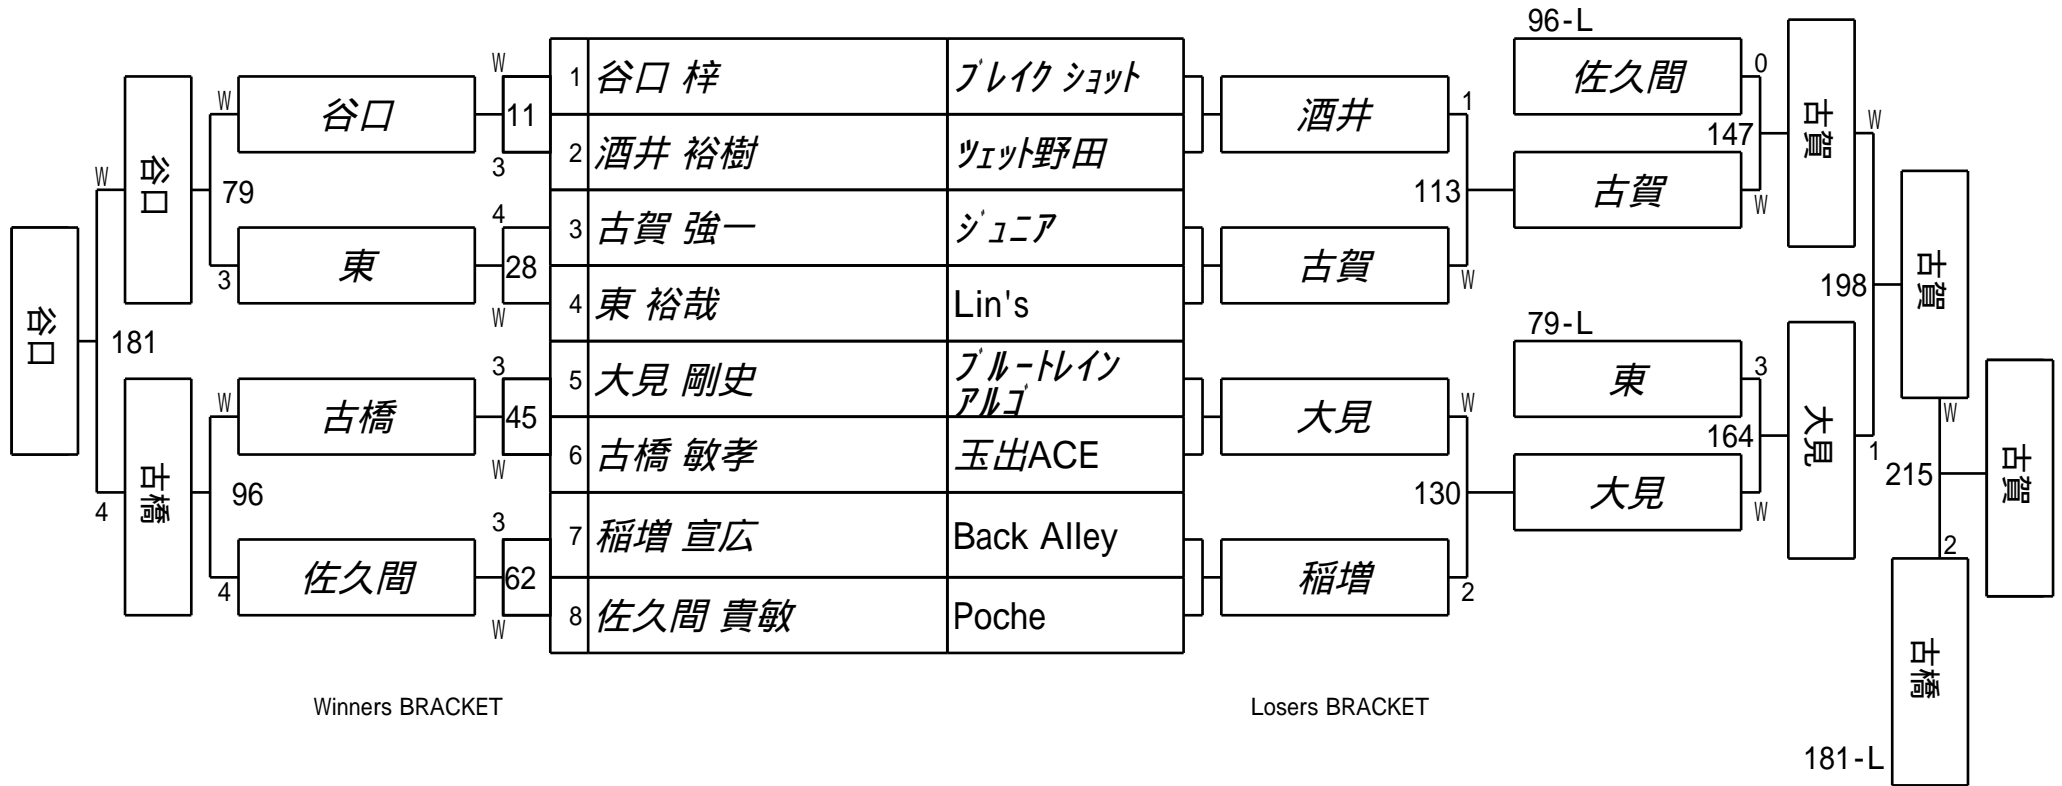 96-L
W 1 谷口 梓 ブレイク ショット 佐久間 0
W 谷口 11 酒井 1 147 古賀 W
2 酒井 裕樹 ツェット野田
3
W 谷口 79 113 古賀 W
4 3 古賀 強一 ジュニア
3 東 28 古賀 W 198 古賀
4 東 裕哉 Lin's
W
谷口 181 79-L
3 5 大見 剛史 ブルートレイン
アルゴ 東 3
W 古橋 45 大見 W 164 大見 1 W
6 古橋 敏孝 玉出ACE
W
4 古橋 96 130 大見 W 215 古賀
3 7 稲増 宣広 Back Alley
4 佐久間 62 稲増 2 2
8 佐久間 貴敏 Poche
W
古橋
Winners BRACKET Losers BRACKET
181-L